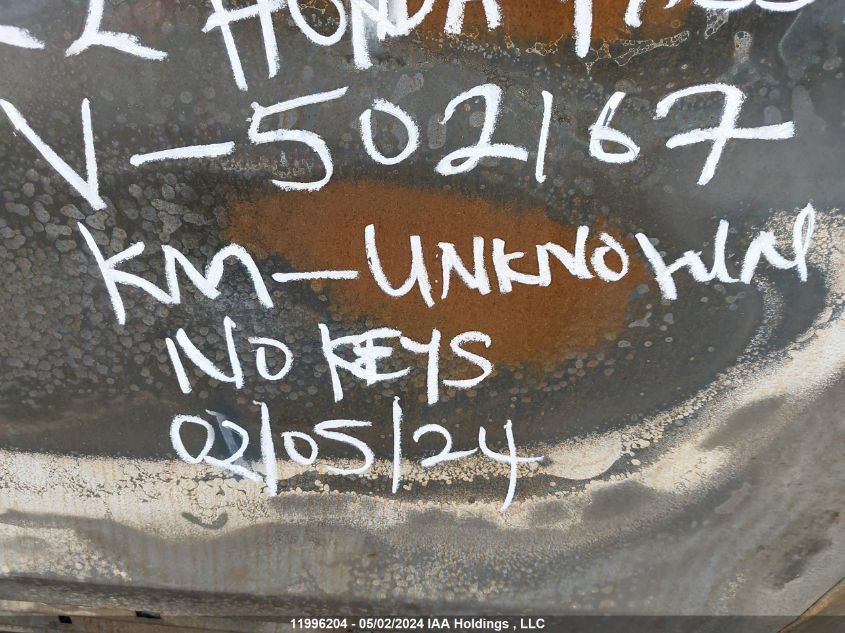 HONDA
V-502167
KM-UNKNOWN
NO KEYS
02/05/24
11996204 - 05/02/2024 IAA Holdings , LLC